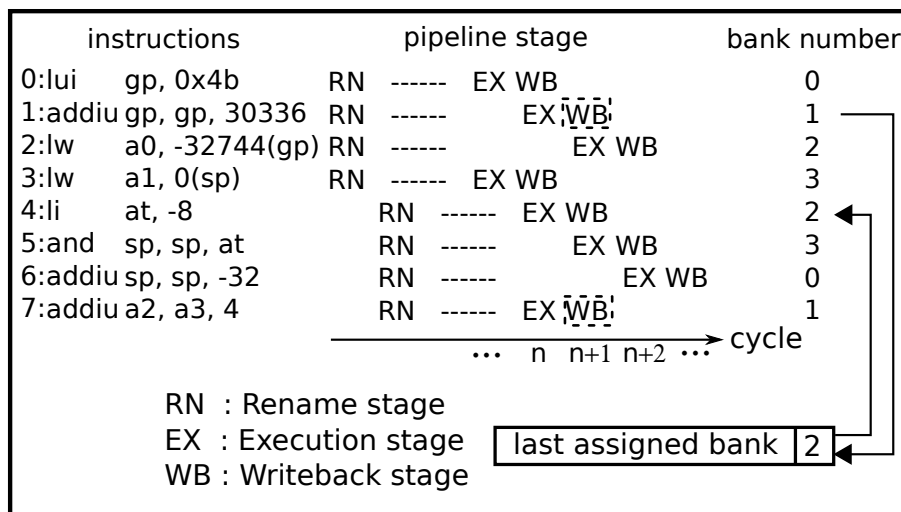 instructions pipeline stage bank number
0:lui gp, 0x4b RN ------ EX WB 0
1:addiu gp, gp, 30336 RN ------ EX WB 1
2:lw a0, -32744(gp) RN ------ EX WB 2
3:lw a1, 0(sp) RN ------ EX WB 3
4:li at, -8 RN ------ EX WB 2
5:and sp, sp, at RN ------ EX WB 3
6:addiu sp, sp, -32 RN ------ EX WB 0
7:addiu a2, a3, 4 RN ------ EX WB 1
... n n+1 n+2 ... cycle
RN : Rename stage
EX : Execution stage
WB : Writeback stage
last assigned bank 2